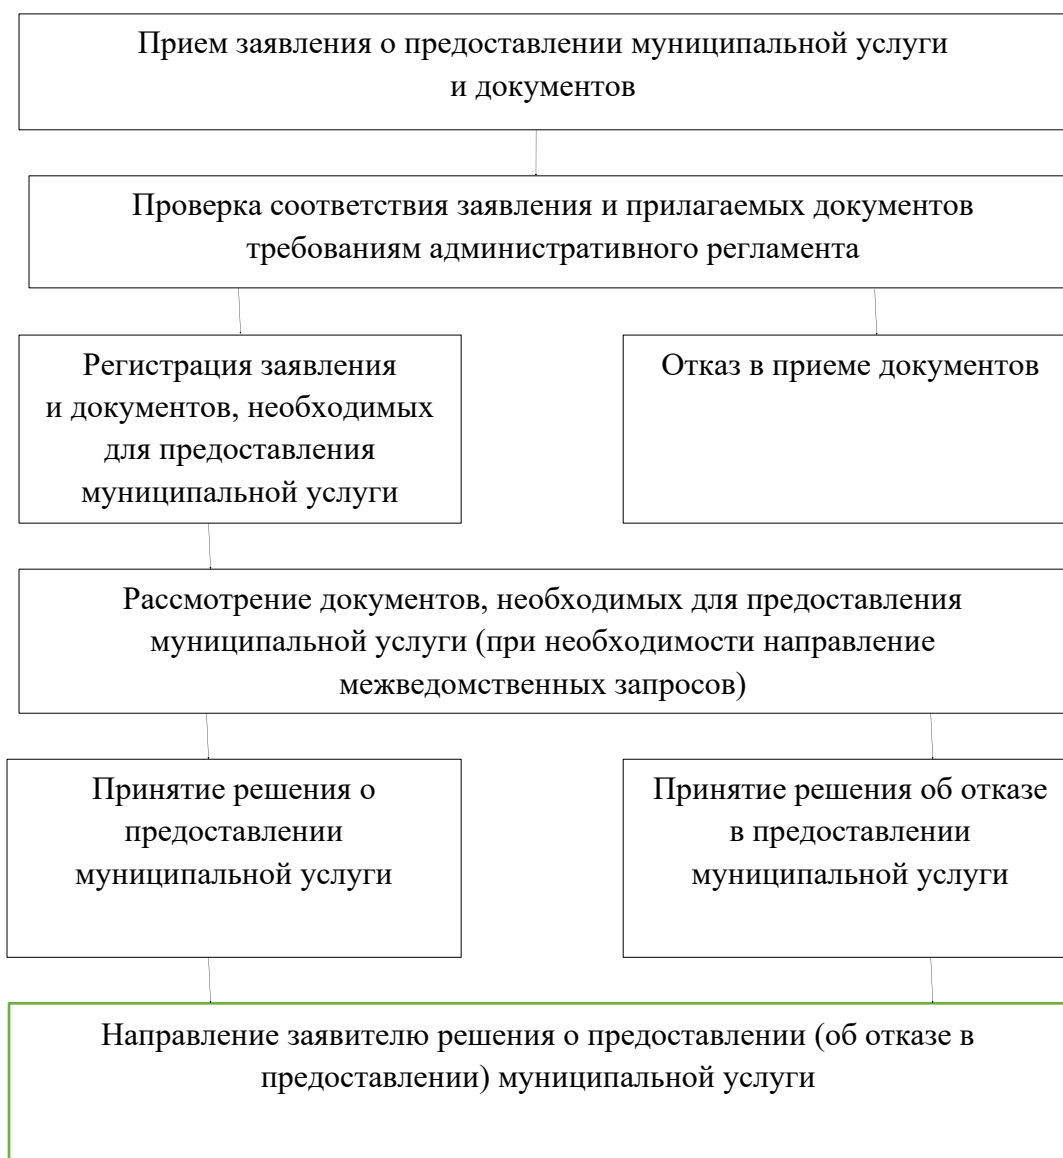 Прием заявления о предоставлении муниципальной услуги
и документов
Проверка соответствия заявления и прилагаемых документов
требованиям административного регламента
Регистрация заявления
и документов, необходимых
для предоставления
муниципальной услуги
Отказ в приеме документов
Рассмотрение документов, необходимых для предоставления
муниципальной услуги (при необходимости направление
межведомственных запросов)
Принятие решения о
предоставлении
муниципальной услуги
Принятие решения об отказе
в предоставлении
муниципальной услуги
Направление заявителю решения о предоставлении (об отказе в
предоставлении) муниципальной услуги